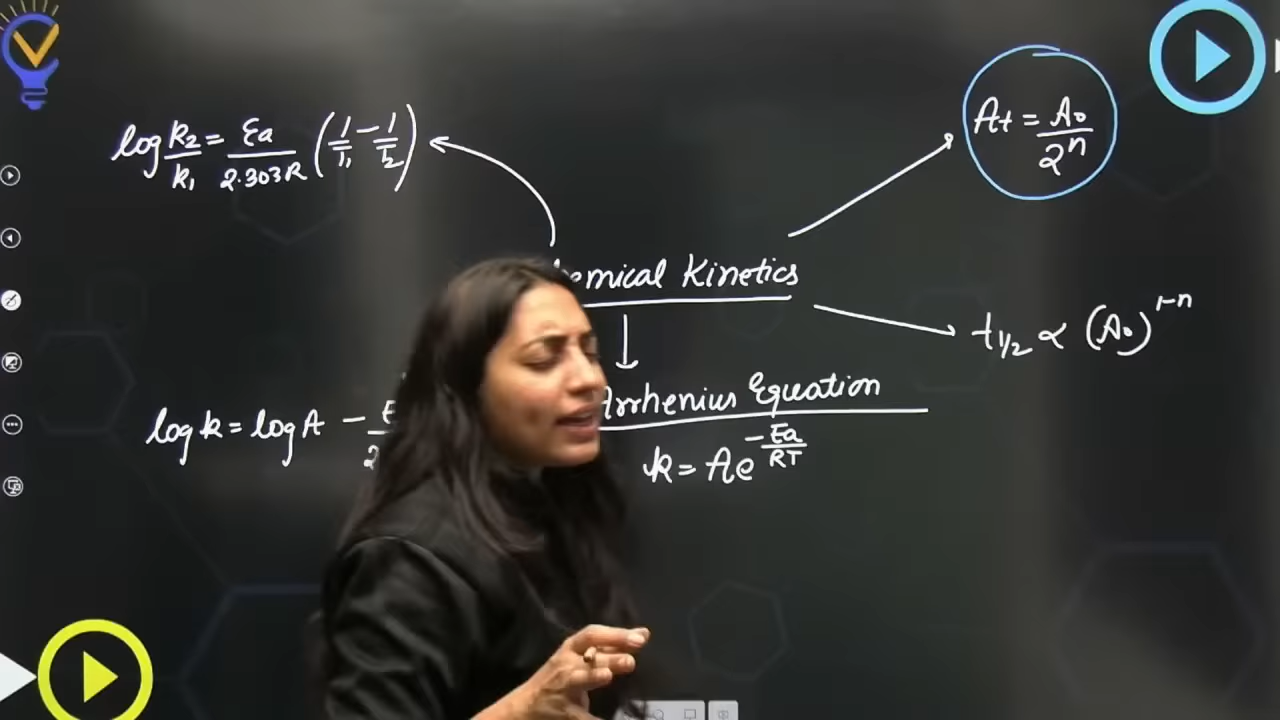 log k2/k1 = Ea/2.303R (1/T1 - 1/T2)
At = A0/2^n
Kinetics
t1/2 ∝ (A0)^1-n
Arrhenius Equation
log k = log A -
k = Ae^-Ea/RT